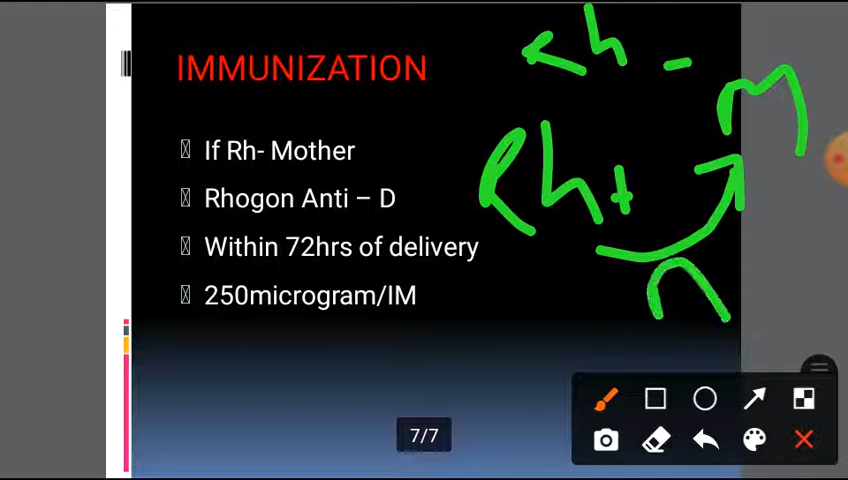 IMMUNIZATION
If Rh- Mother
Rhogon Anti – D
Within 72hrs of delivery
250microgram/IM
Rh -
M
Rh+
7/7